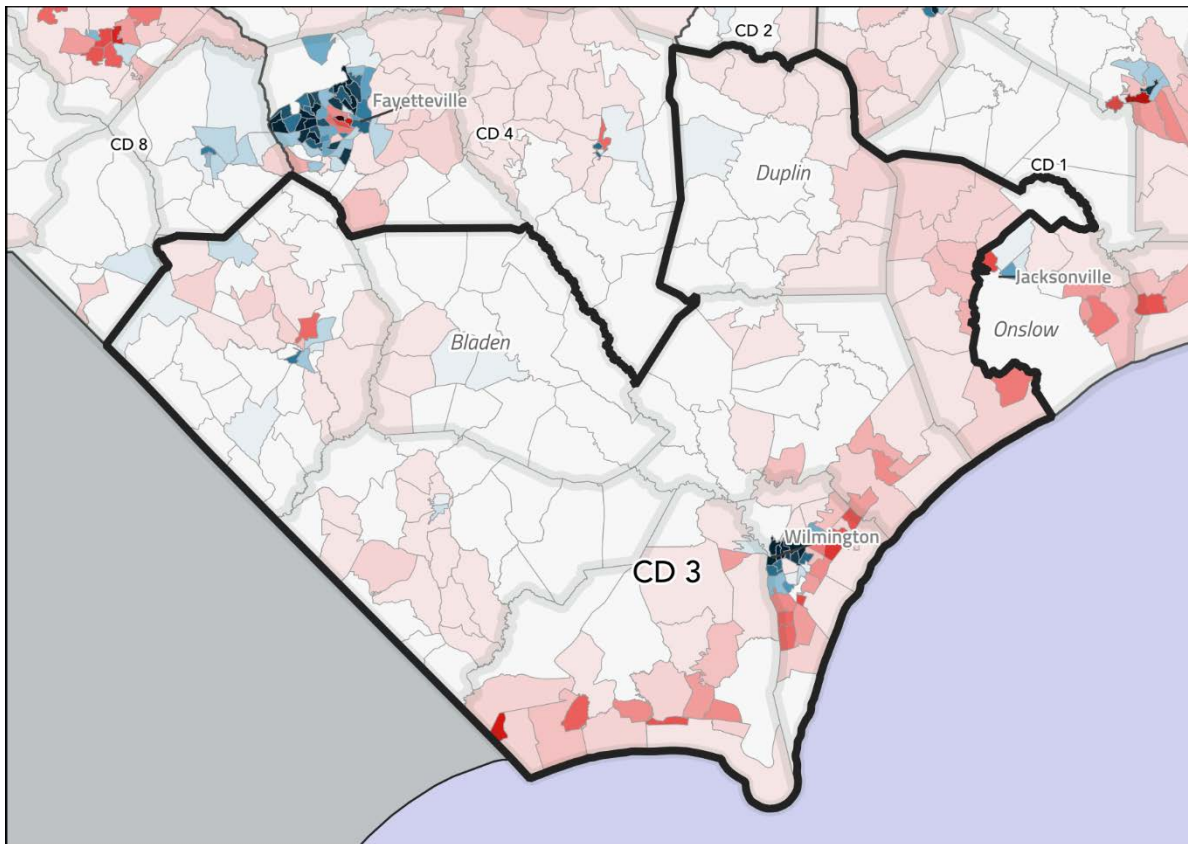 CD 2
Fayetteville
CD 8
CD 4
Duplin
CD 1
Jacksonville
Onslow
Bladen
Wilmington
CD 3